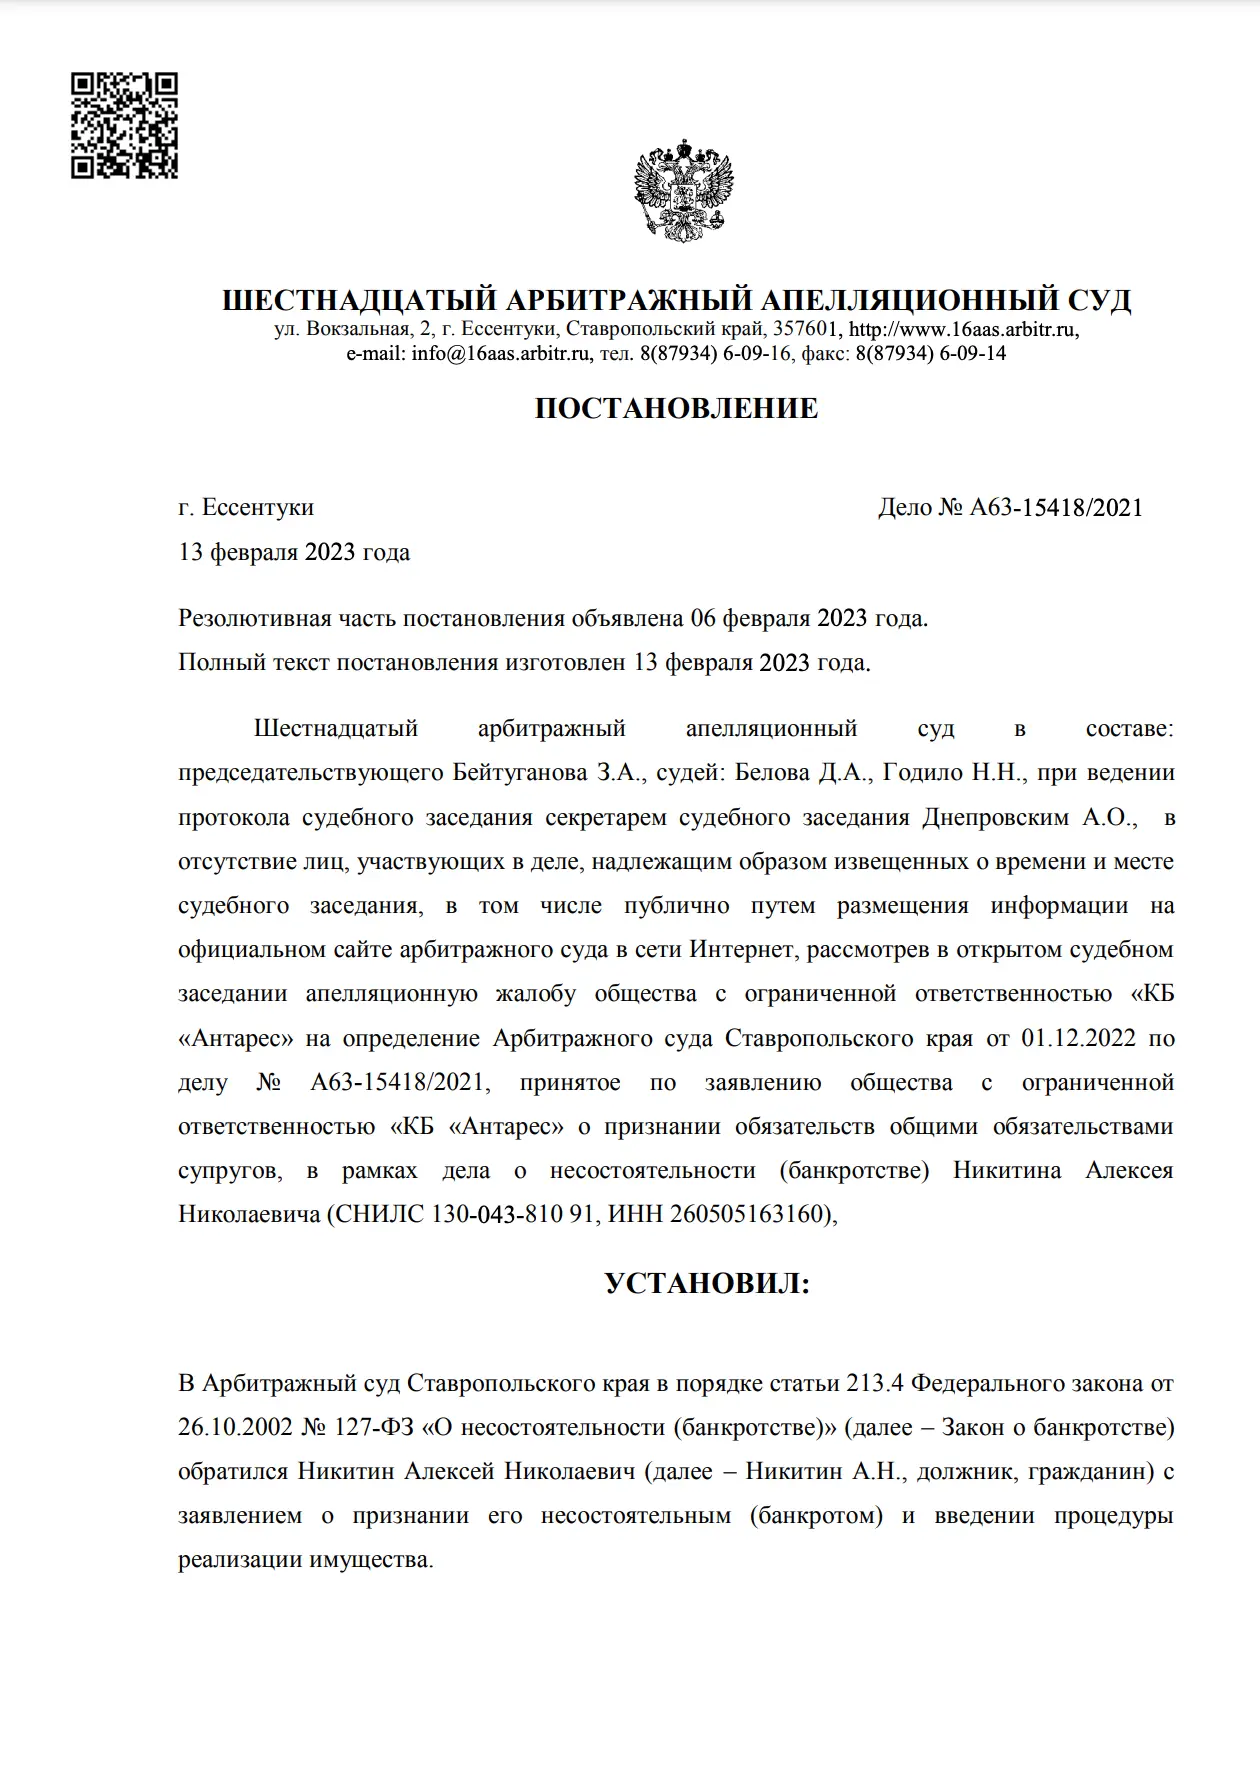 ШЕСТНАДЦАТЫЙ АРБИТРАЖНЫЙ АПЕЛЛЯЦИОННЫЙ СУД
ул. Вокзальная, 2, г. Ессентуки, Ставропольский край, 357601, http://www.16aas.arbitr.ru,
e-mail: info@16aas.arbitr.ru, тел. 8(87934) 6-09-16, факс: 8(87934) 6-09-14
ПОСТАНОВЛЕНИЕ
г. Ессентуки Дело № А63-15418/2021
13 февраля 2023 года
Резолютивная часть постановления объявлена 06 февраля 2023 года.
Полный текст постановления изготовлен 13 февраля 2023 года.
Шестнадцатый арбитражный апелляционный суд в составе:
председательствующего Бейтуганова З.А., судей: Белова Д.А., Годило Н.Н., при ведении
протокола судебного заседания секретарем судебного заседания Днепровским А.О., в
отсутствие лиц, участвующих в деле, надлежащим образом извещенных о времени и месте
судебного заседания, в том числе публично путем размещения информации на
официальном сайте арбитражного суда в сети Интернет, рассмотрев в открытом судебном
заседании апелляционную жалобу общества с ограниченной ответственностью «КБ
«Антарес» на определение Арбитражного суда Ставропольского края от 01.12.2022 по
делу № А63-15418/2021, принятое по заявлению общества с ограниченной
ответственностью «КБ «Антарес» о признании обязательств общими обязательствами
супругов, в рамках дела о несостоятельности (банкротстве) Никитина Алексея
Николаевича (СНИЛС 130-043-810 91, ИНН 260505163160),
УСТАНОВИЛ:
В Арбитражный суд Ставропольского края в порядке статьи 213.4 Федерального закона от
26.10.2002 № 127-ФЗ «О несостоятельности (банкротстве)» (далее – Закон о банкротстве)
обратился Никитин Алексей Николаевич (далее – Никитин А.Н., должник, гражданин) с
заявлением о признании его несостоятельным (банкротом) и введении процедуры
реализации имущества.